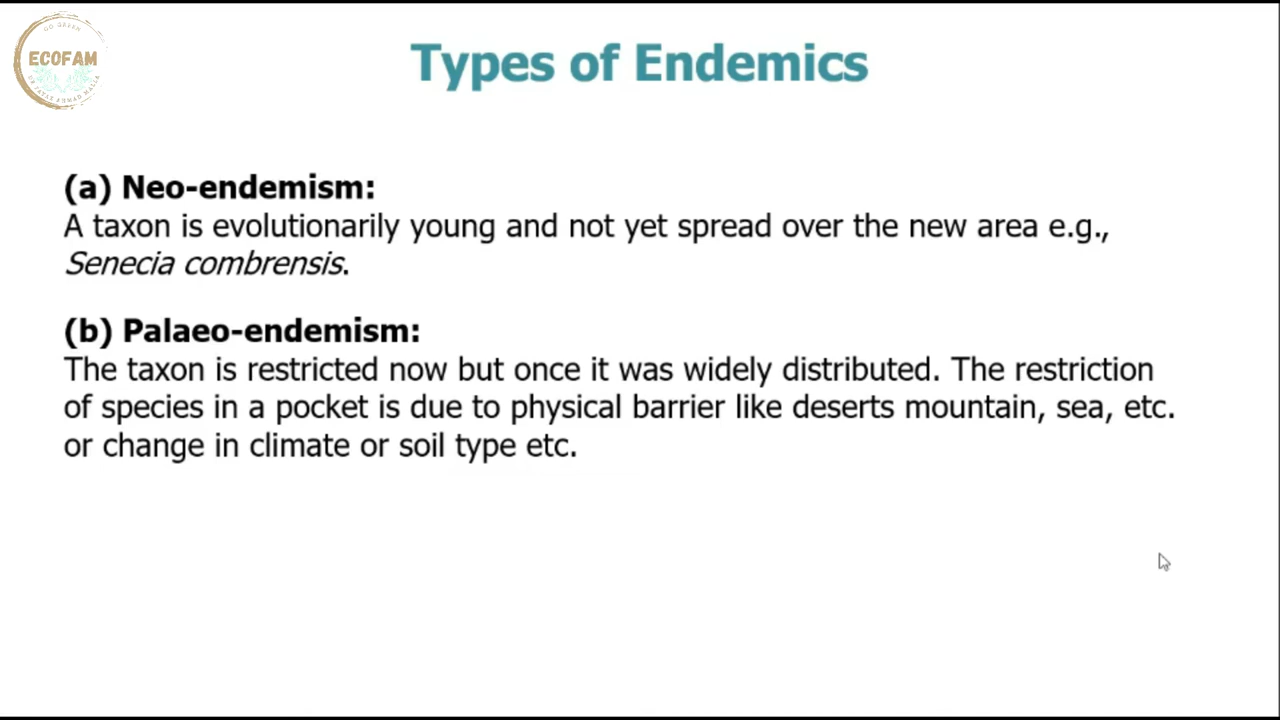 GO GREEN
ECOFAM
Types of Endemics
(a) Neo-endemism:
A taxon is evolutionarily young and not yet spread over the new area e.g.,
Senecia combrensis.
(b) Palaeo-endemism:
The taxon is restricted now but once it was widely distributed. The restriction
of species in a pocket is due to physical barrier like deserts mountain, sea, etc.
or change in climate or soil type etc.